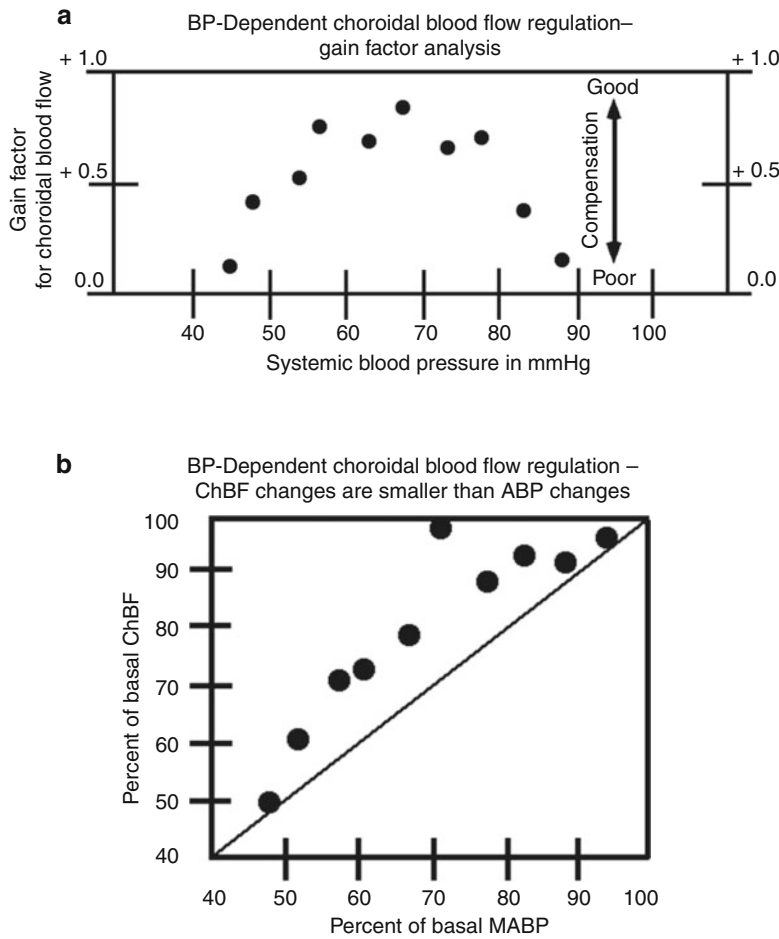 a
BP-Dependent choroidal blood flow regulation–
gain factor analysis
+ 1.0
+ 1.0
Good
Gain factor
for choroidal blood flow
+ 0.5
Compensation
+ 0.5
0.0
Poor
0.0
40 50 60 70 80 90 100
Systemic blood pressure in mmHg
b
BP-Dependent choroidal blood flow regulation –
ChBF changes are smaller than ABP changes
Percent of basal ChBF
100
90
80
70
60
50
40
40 50 60 70 80 90 100
Percent of basal MABP